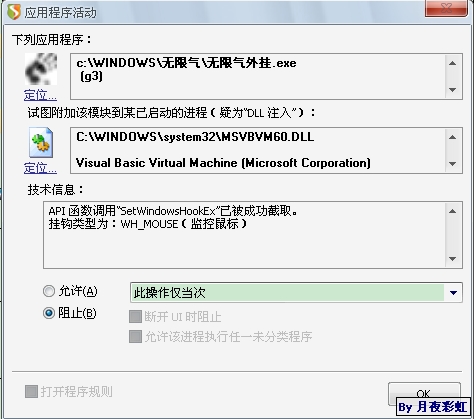 应用程序活动
下列应用程序：
c:\WINDOWS\无限气\无限气外挂.exe
(g3)
定位...
试图附加该模块到某已启动的进程（疑为"DLL 注入"）：
C:\WINDOWS\system32\MSVBVM60.DLL
Visual Basic Virtual Machine (Microsoft Corporation)
定位...
技术信息：
API 函数调用"SetWindowsHookEx"已被成功截取。
挂钩类型为：WH_MOUSE（监控鼠标）
允许(A)
此操作仅当次
阻止(B)
断开 UI 时阻止
允许该进程执行任一未分类程序
打开程序规则
OK
By 月夜彩虹